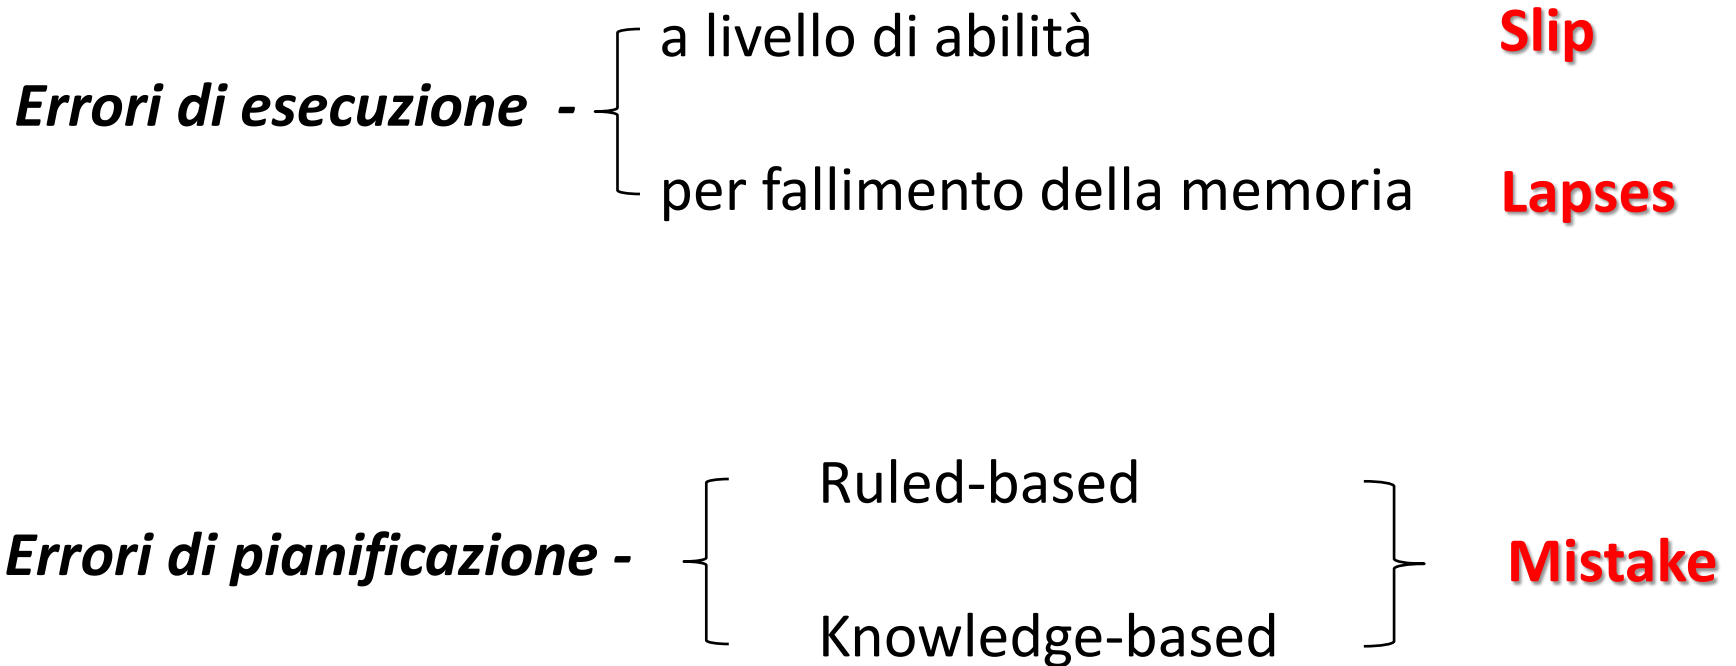 a livello di abilità Slip
Errori di esecuzione -
per fallimento della memoria Lapses
Ruled-based
Errori di pianificazione - Mistake
Knowledge-based